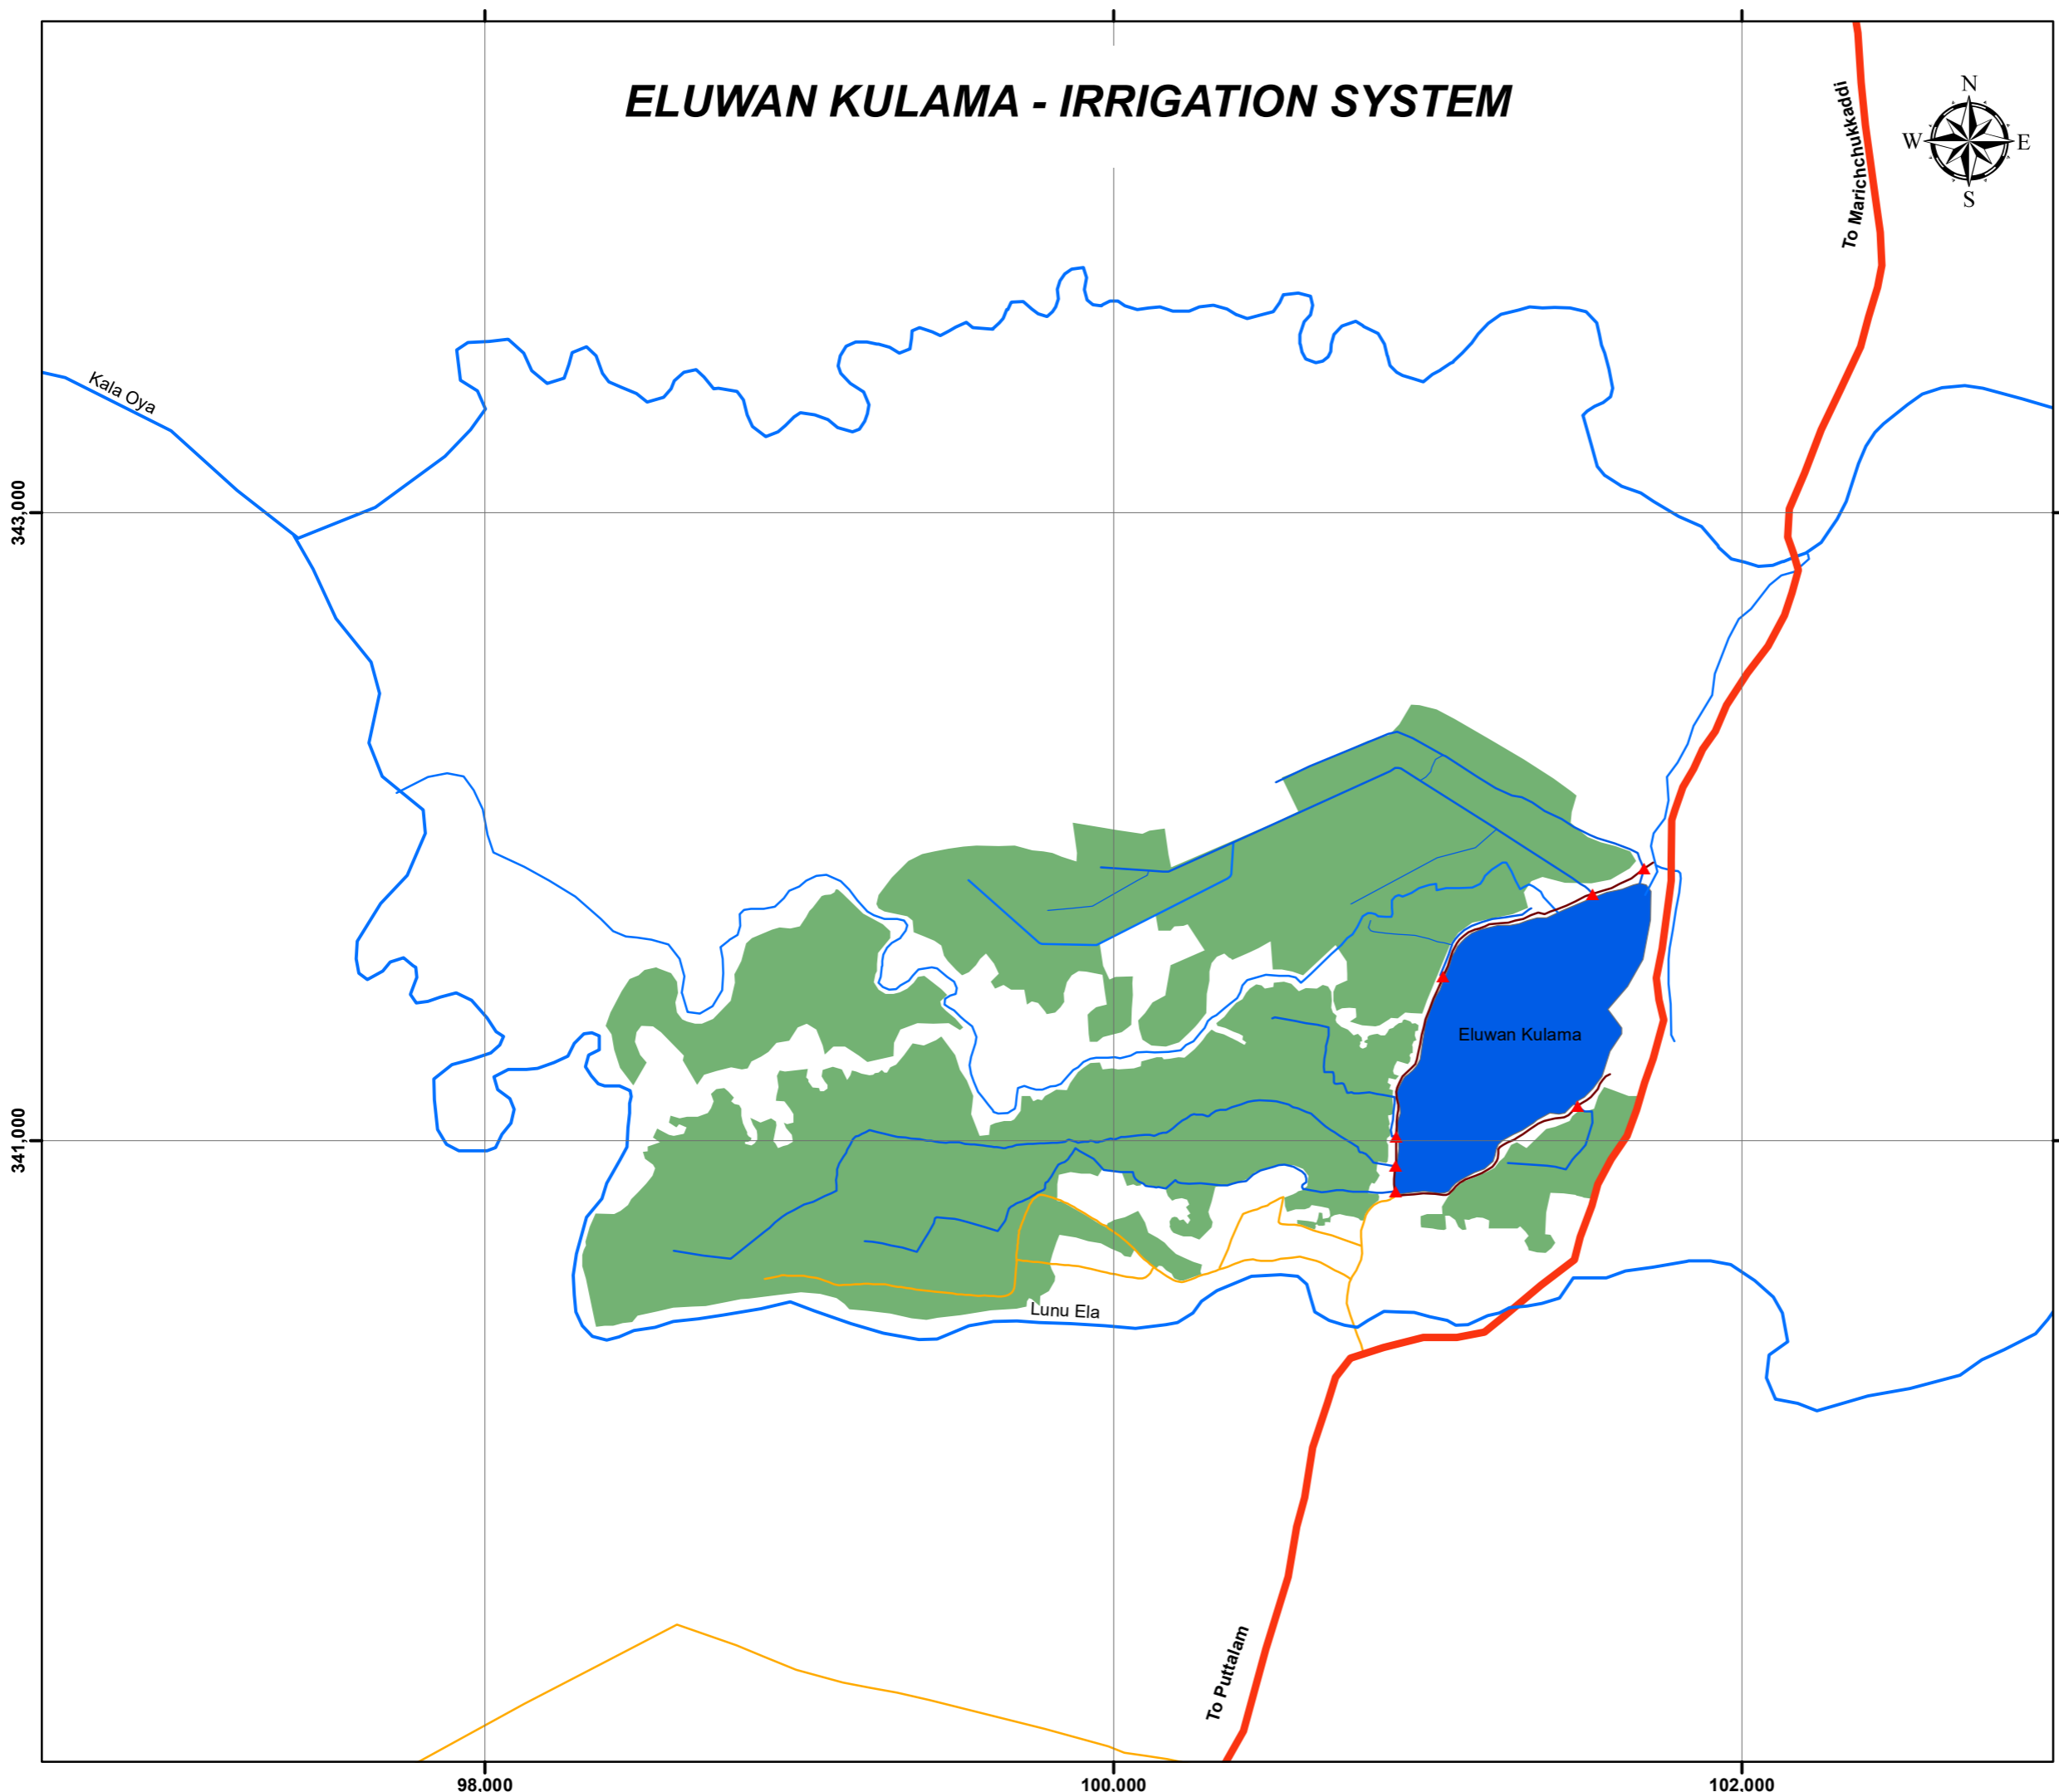 ELUWAN KULAMA - IRRIGATION SYSTEM
To Marichchukkaddi
N
W
E
S
Kala Oya
343,000
Eluwan Kulama
341,000
Lunu Ela
To Puttalam
98,000
100,000
102,000